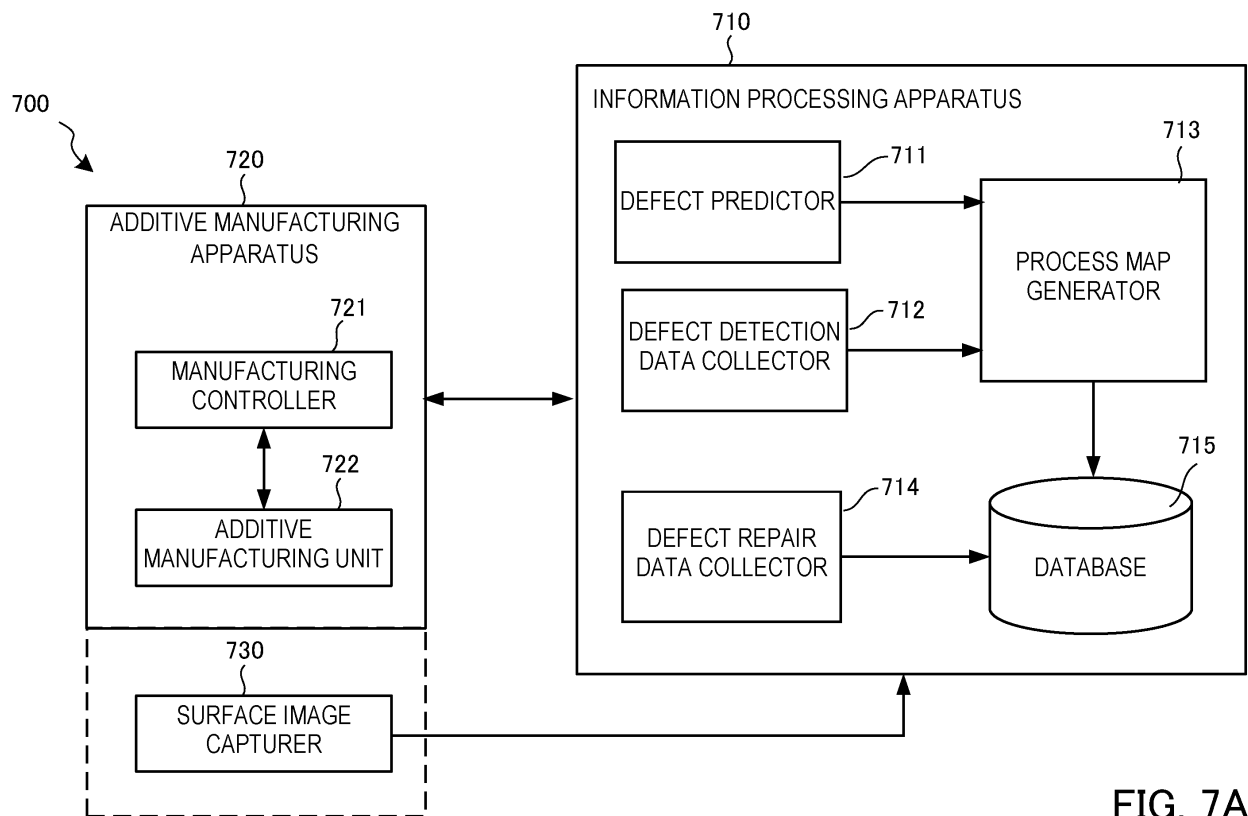 700
720
ADDITIVE MANUFACTURING
APPARATUS
721
MANUFACTURING
CONTROLLER
722
ADDITIVE
MANUFACTURING UNIT
730
SURFACE IMAGE
CAPTURER
710
INFORMATION PROCESSING APPARATUS
711
DEFECT PREDICTOR
712
DEFECT DETECTION
DATA COLLECTOR
713
PROCESS MAP
GENERATOR
714
DEFECT REPAIR
DATA COLLECTOR
715
DATABASE
FIG. 7A